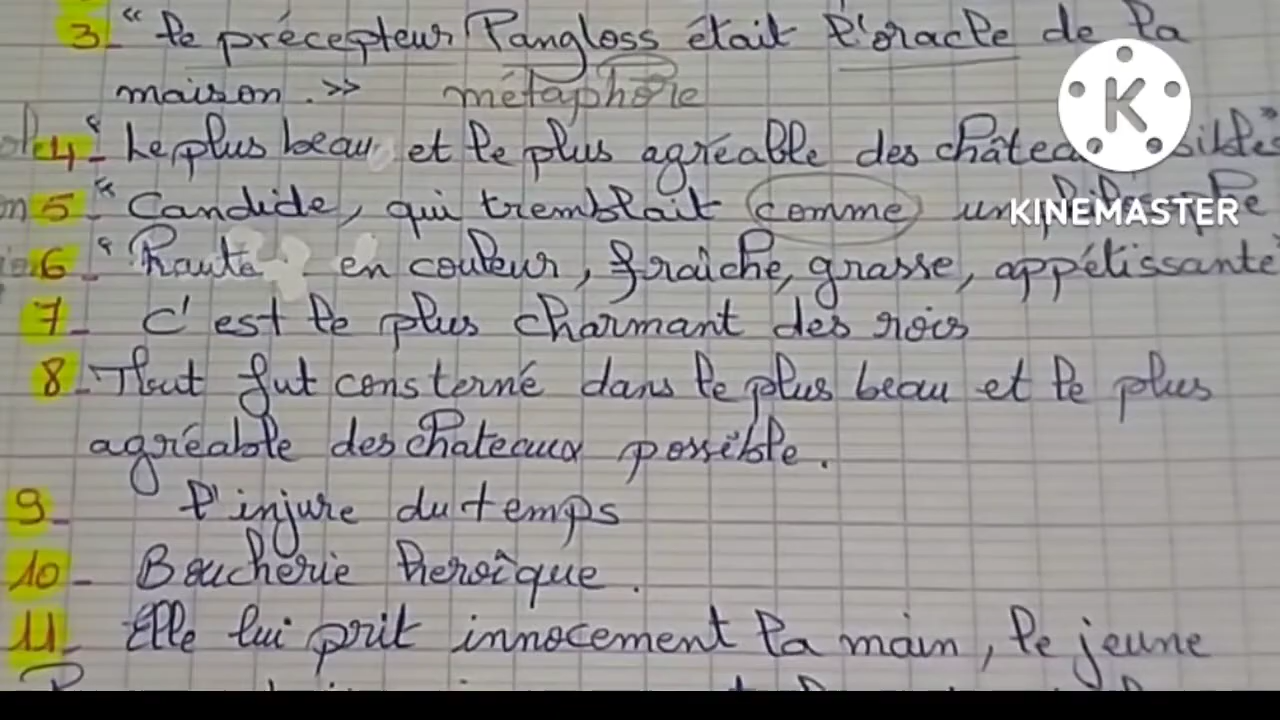 3- “le précepteur Pangloss était l'oracle de la
maison.>> métaphore
4- “Le plus beau et le plus agréable des châteaux
5- “Candide, qui tremblait comme un
KINEMASTER
6- “Haute en couleur, fraîche, grasse, appétissante”
7- C'est le plus charmant des rois
8- Tout fut consterné dans le plus beau et le plus
agréable des chateaux possible.
9- l'injure du temps
10- Boucherie heroîque.
11- Elle lui prit innocement la main, le jeune